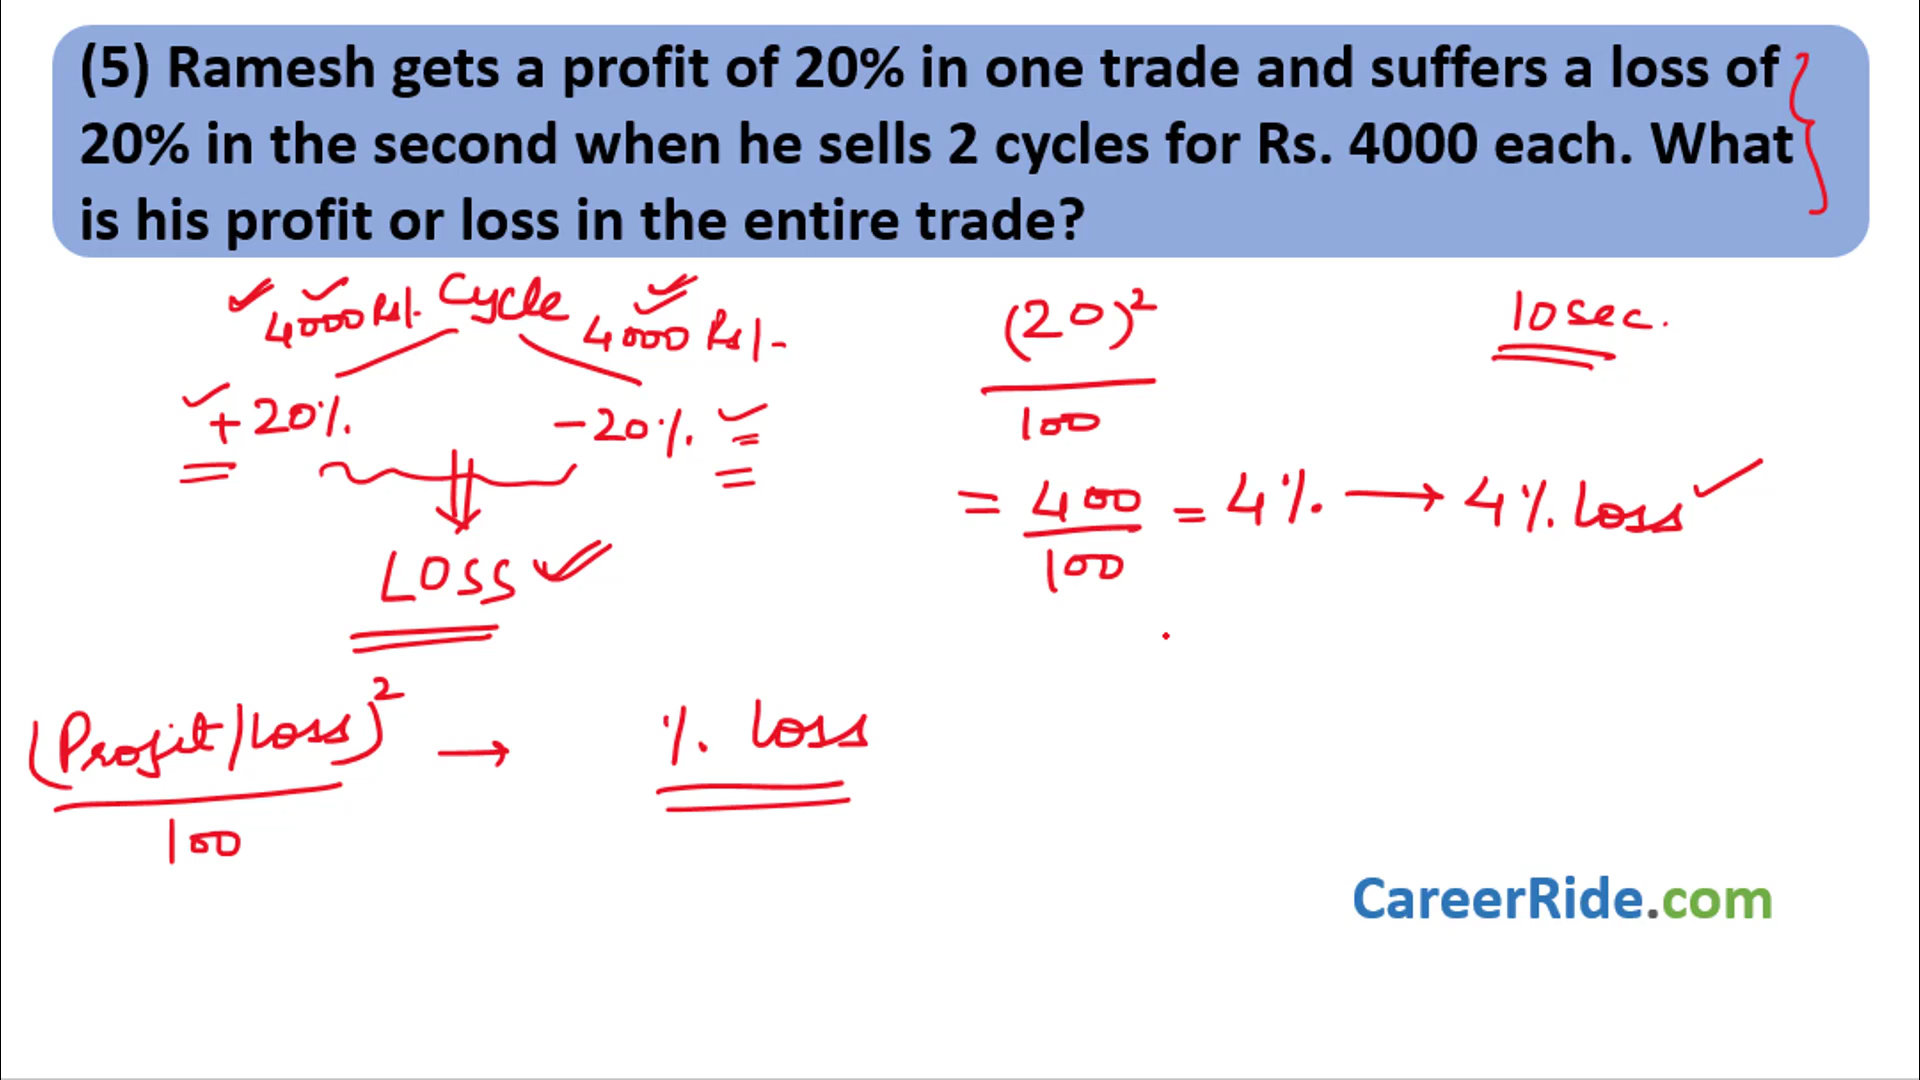 (5) Ramesh gets a profit of 20% in one trade and suffers a loss of
20% in the second when he sells 2 cycles for Rs. 4000 each. What
is his profit or loss in the entire trade?
4000 Rs/. Cycle 4000 Rs/-
+20%. -20%.
LOSS
(Profit/Loss)²
100
→ %. Loss
(20)²
100
10 sec.
= 400
100
= 4%. → 4%. Loss
CareerRide.com